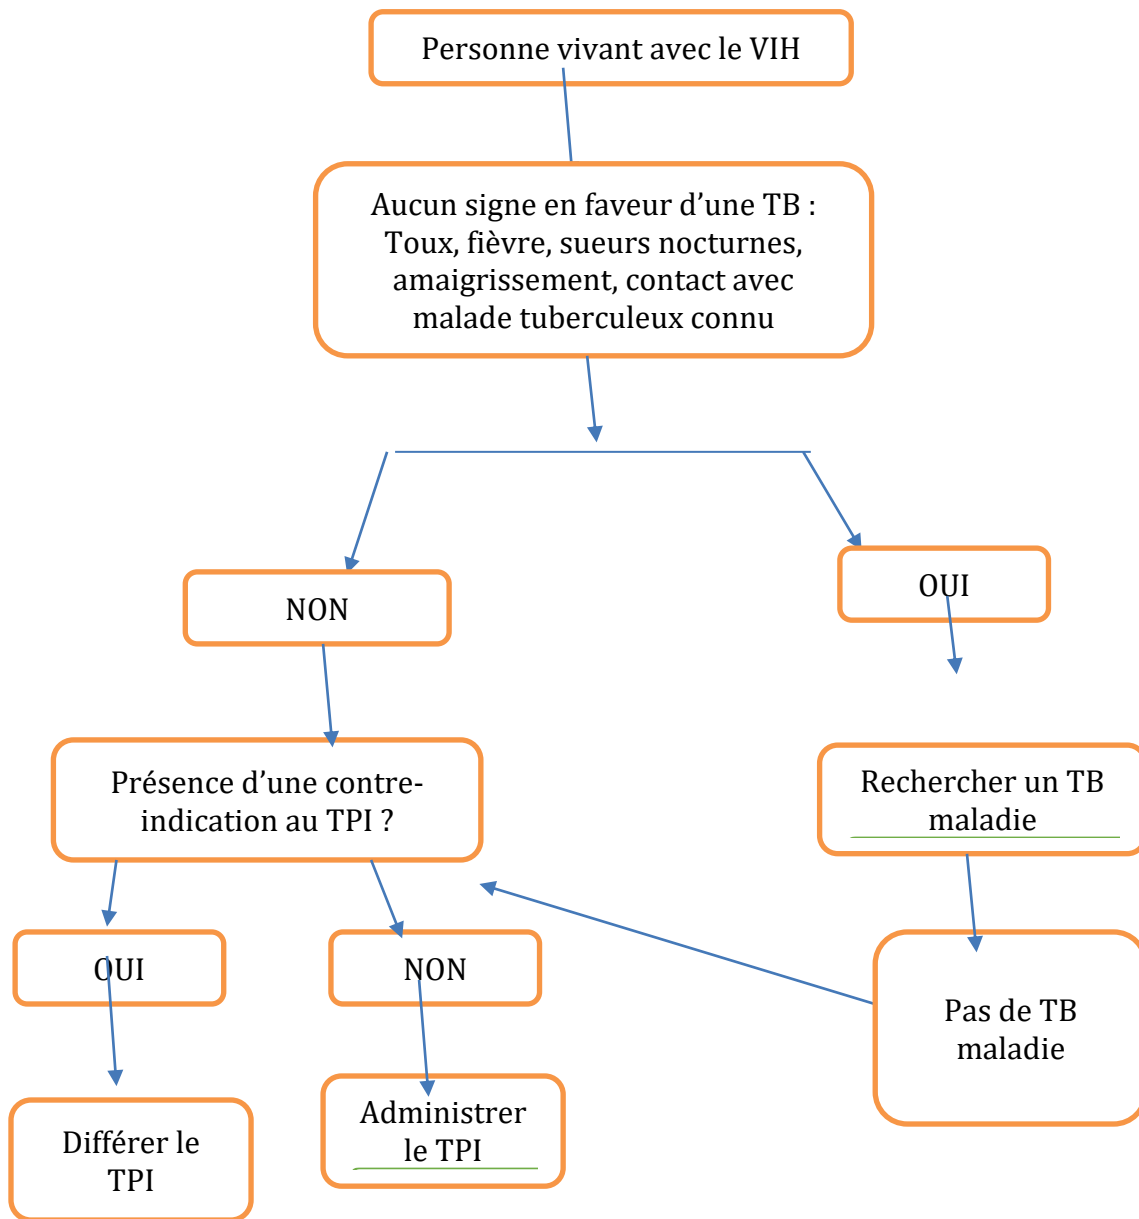 Personne vivant avec le VIH
Aucun signe en faveur d’une TB :
Toux, fièvre, sueurs nocturnes,
amaigrissement, contact avec
malade tuberculeux connu
NON
OUI
Présence d’une contre-
indication au TPI ?
Rechercher un TB
maladie
OUI
NON
Pas de TB
maladie
Différer le
TPI
Administrer
le TPI